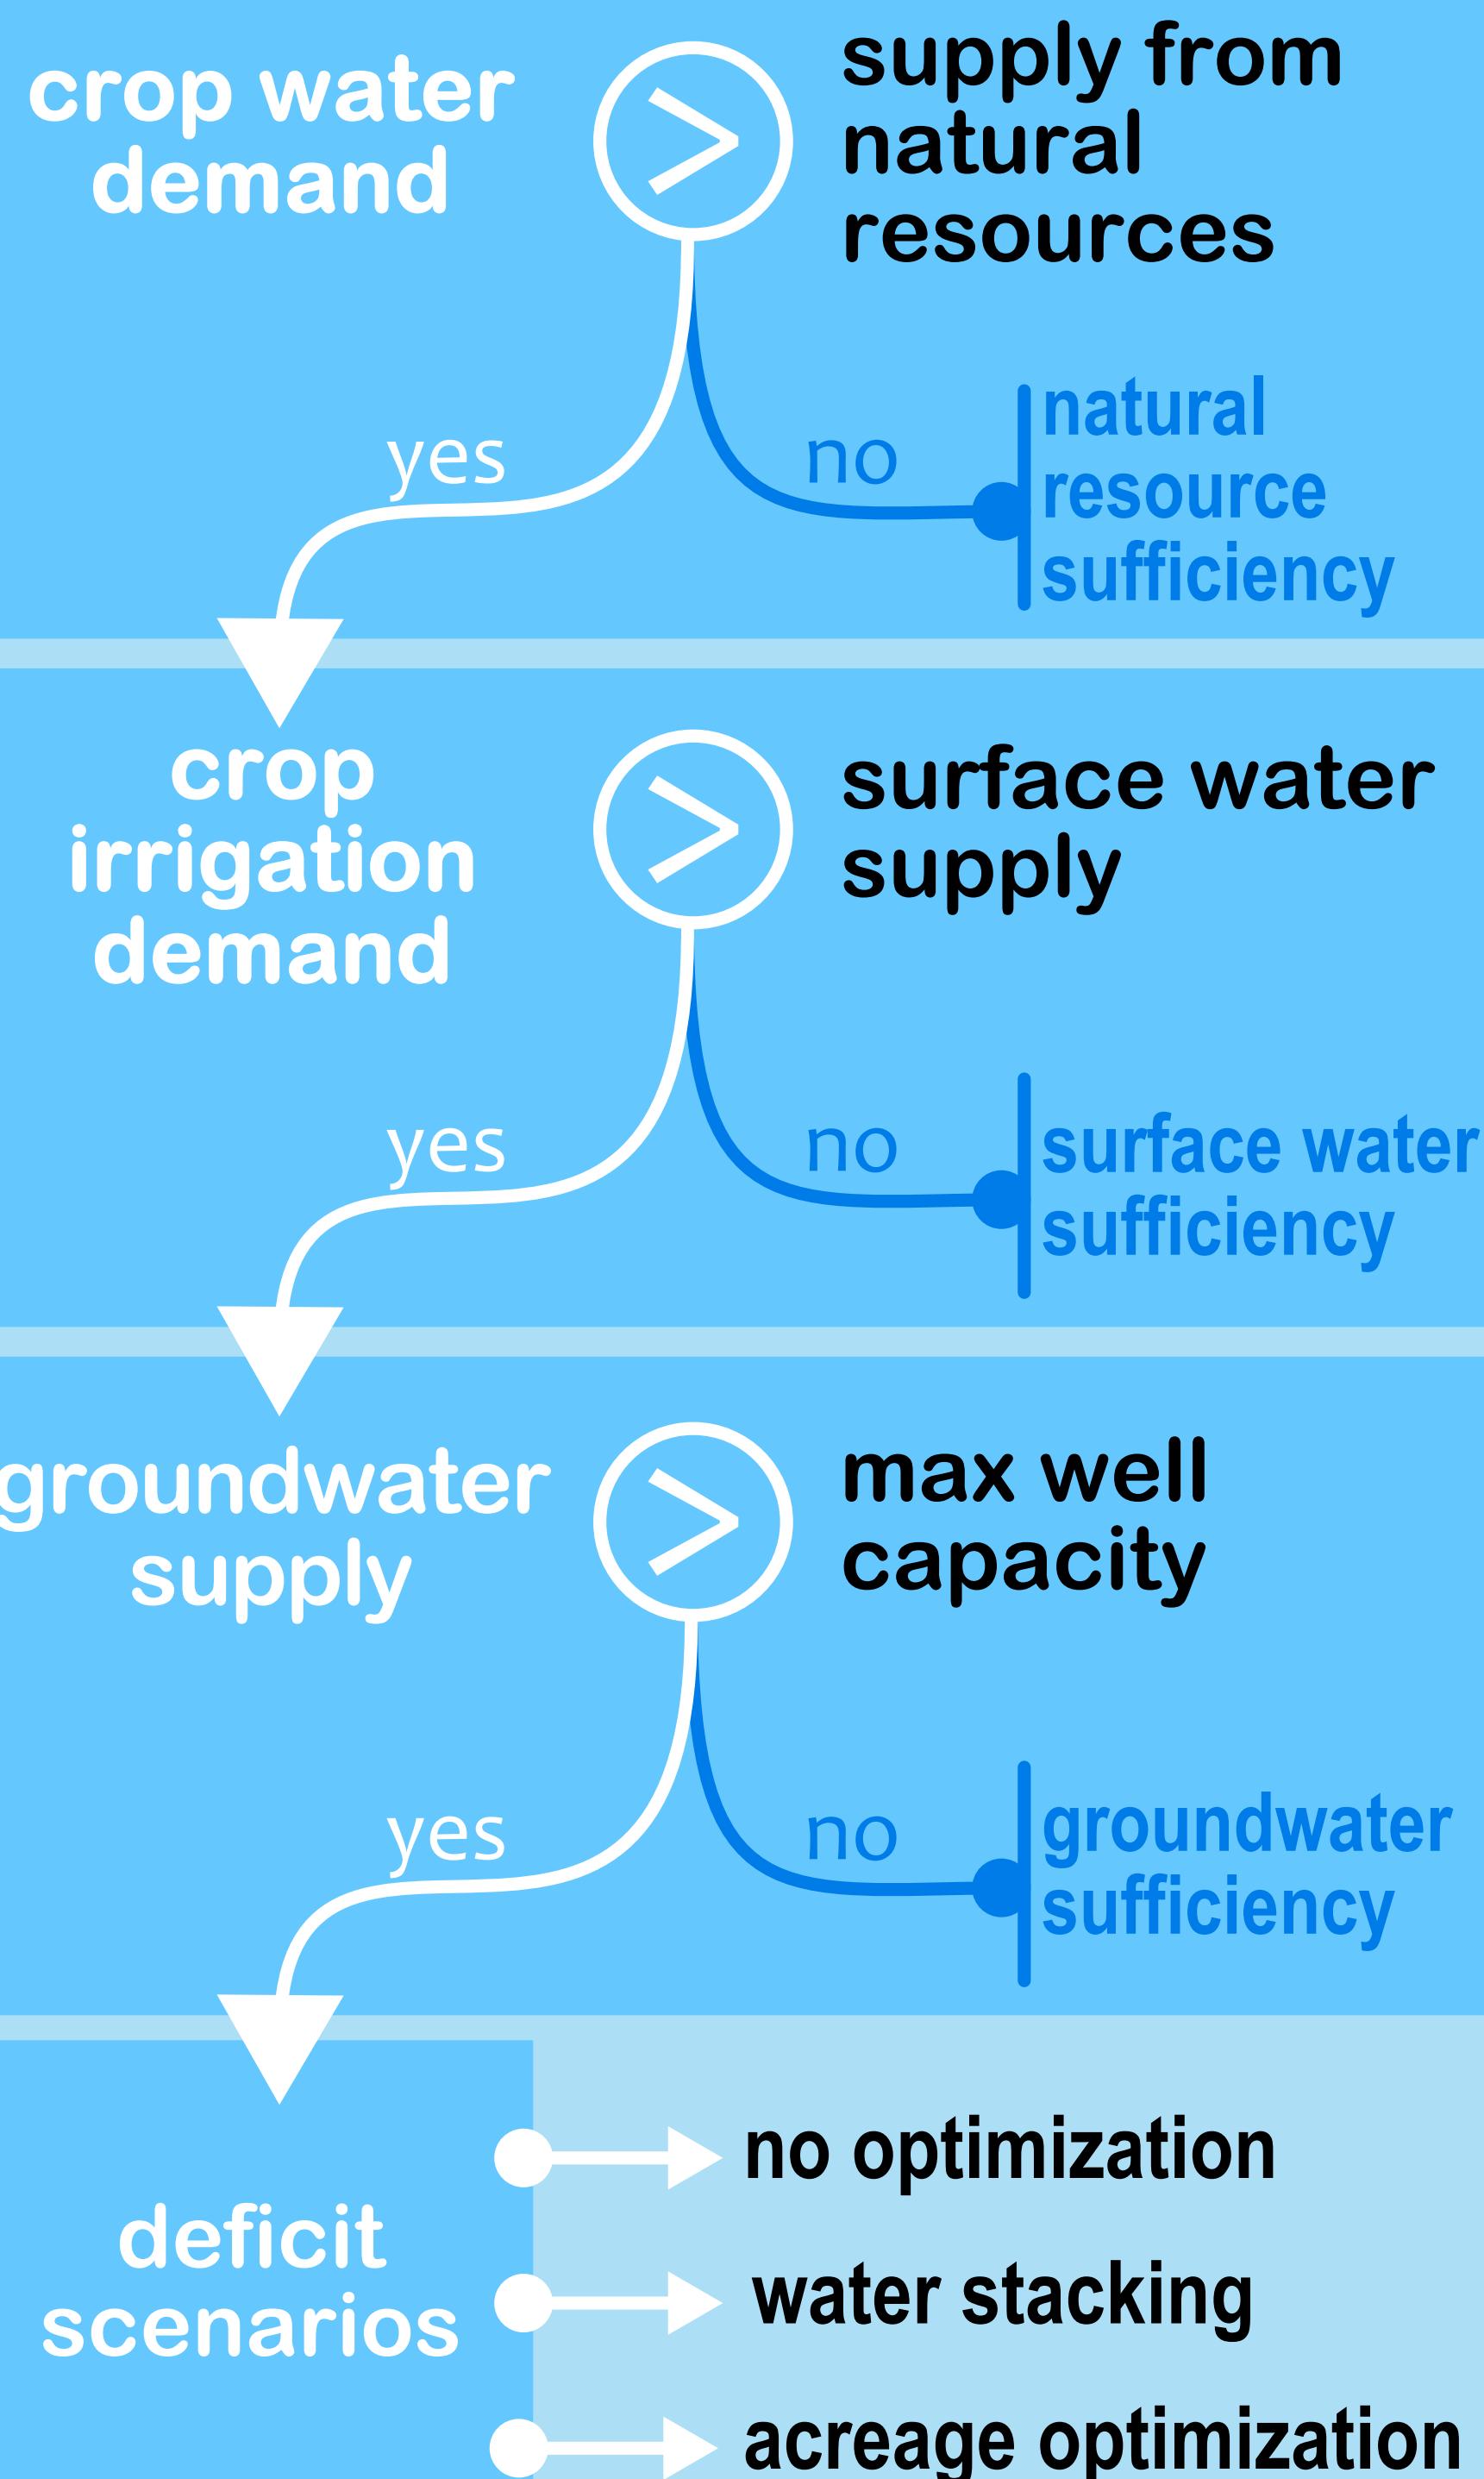 crop water
demand
>
supply from
natural
resources
yes
no
natural
resource
sufficiency
crop
irrigation
demand
>
surface water
supply
yes
no
surface water
sufficiency
groundwater
supply
>
max well
capacity
yes
no
groundwater
sufficiency
deficit
scenarios
no optimization
water stacking
acreage optimization